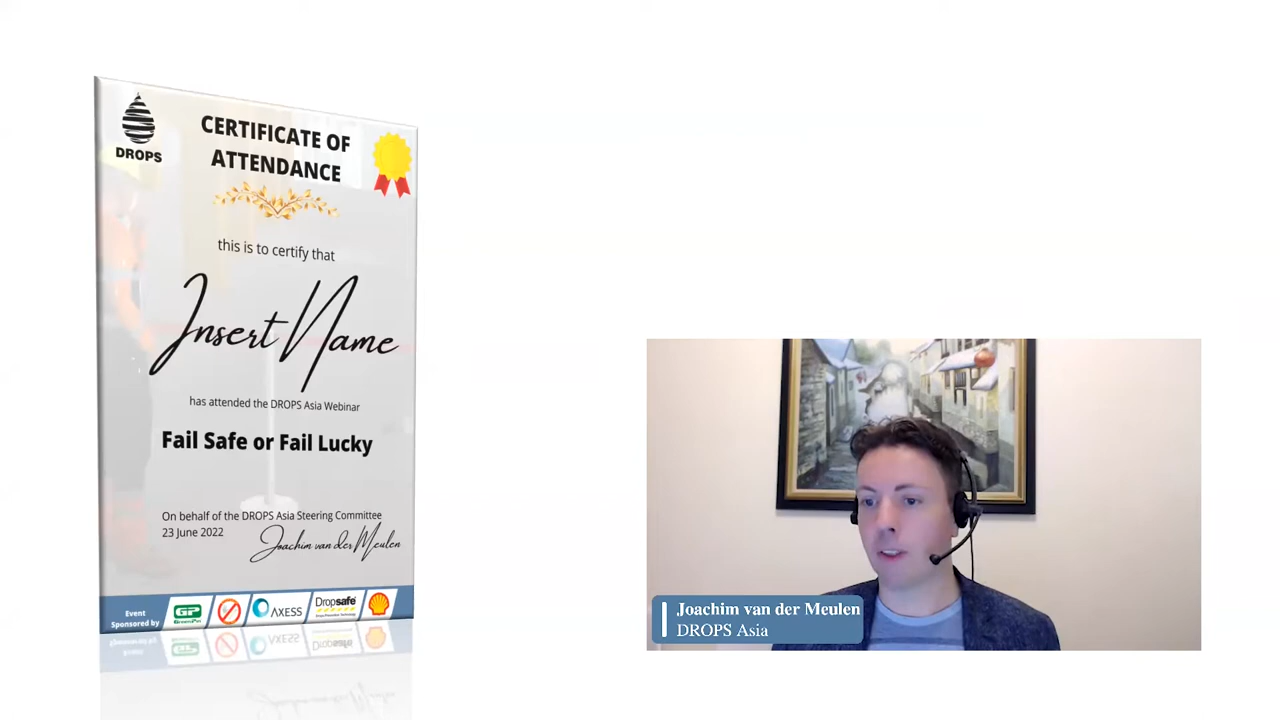 DROPS
CERTIFICATE OF
ATTENDANCE
this is to certify that
Insert Name
has attended the DROPS Asia Webinar
Fail Safe or Fail Lucky
On behalf of the DROPS Asia Steering Committee
23 June 2022
Joachim van der Meulen
Event
Sponsored by
GP
GreenPin
AXESS
Dropsafe
Joachim van der Meulen
DROPS Asia